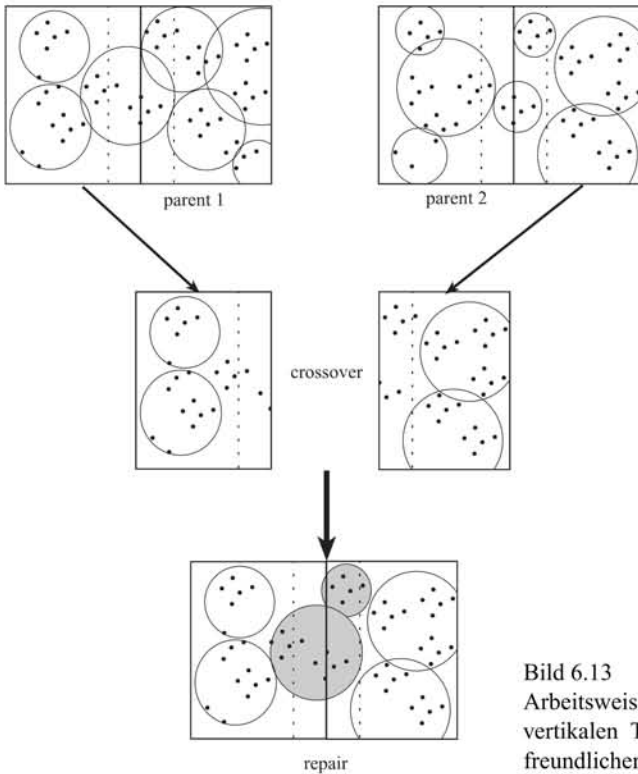 parent 1
parent 2
crossover
repair
Bild 6.13
Arbeitsweis
vertikalen T
freundlicher